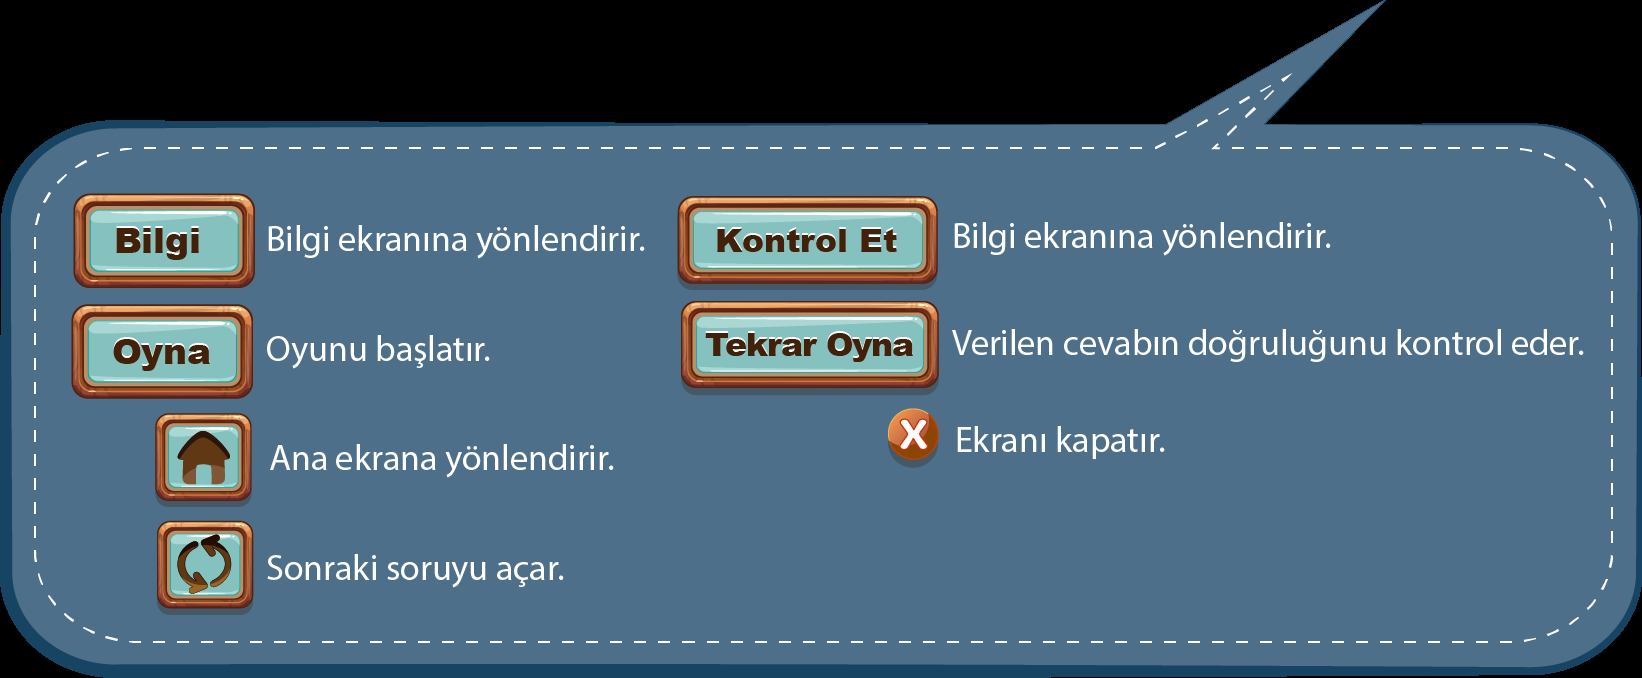 Bilgi Bilgi ekranına yönlendirir.
Oyna Oyunu başlatır.
Ana ekrana yönlendirir.
Sonraki soruyu açar.
Kontrol Et Bilgi ekranına yönlendirir.
Tekrar Oyna Verilen cevabın doğruluğunu kontrol eder.
X Ekranı kapatır.